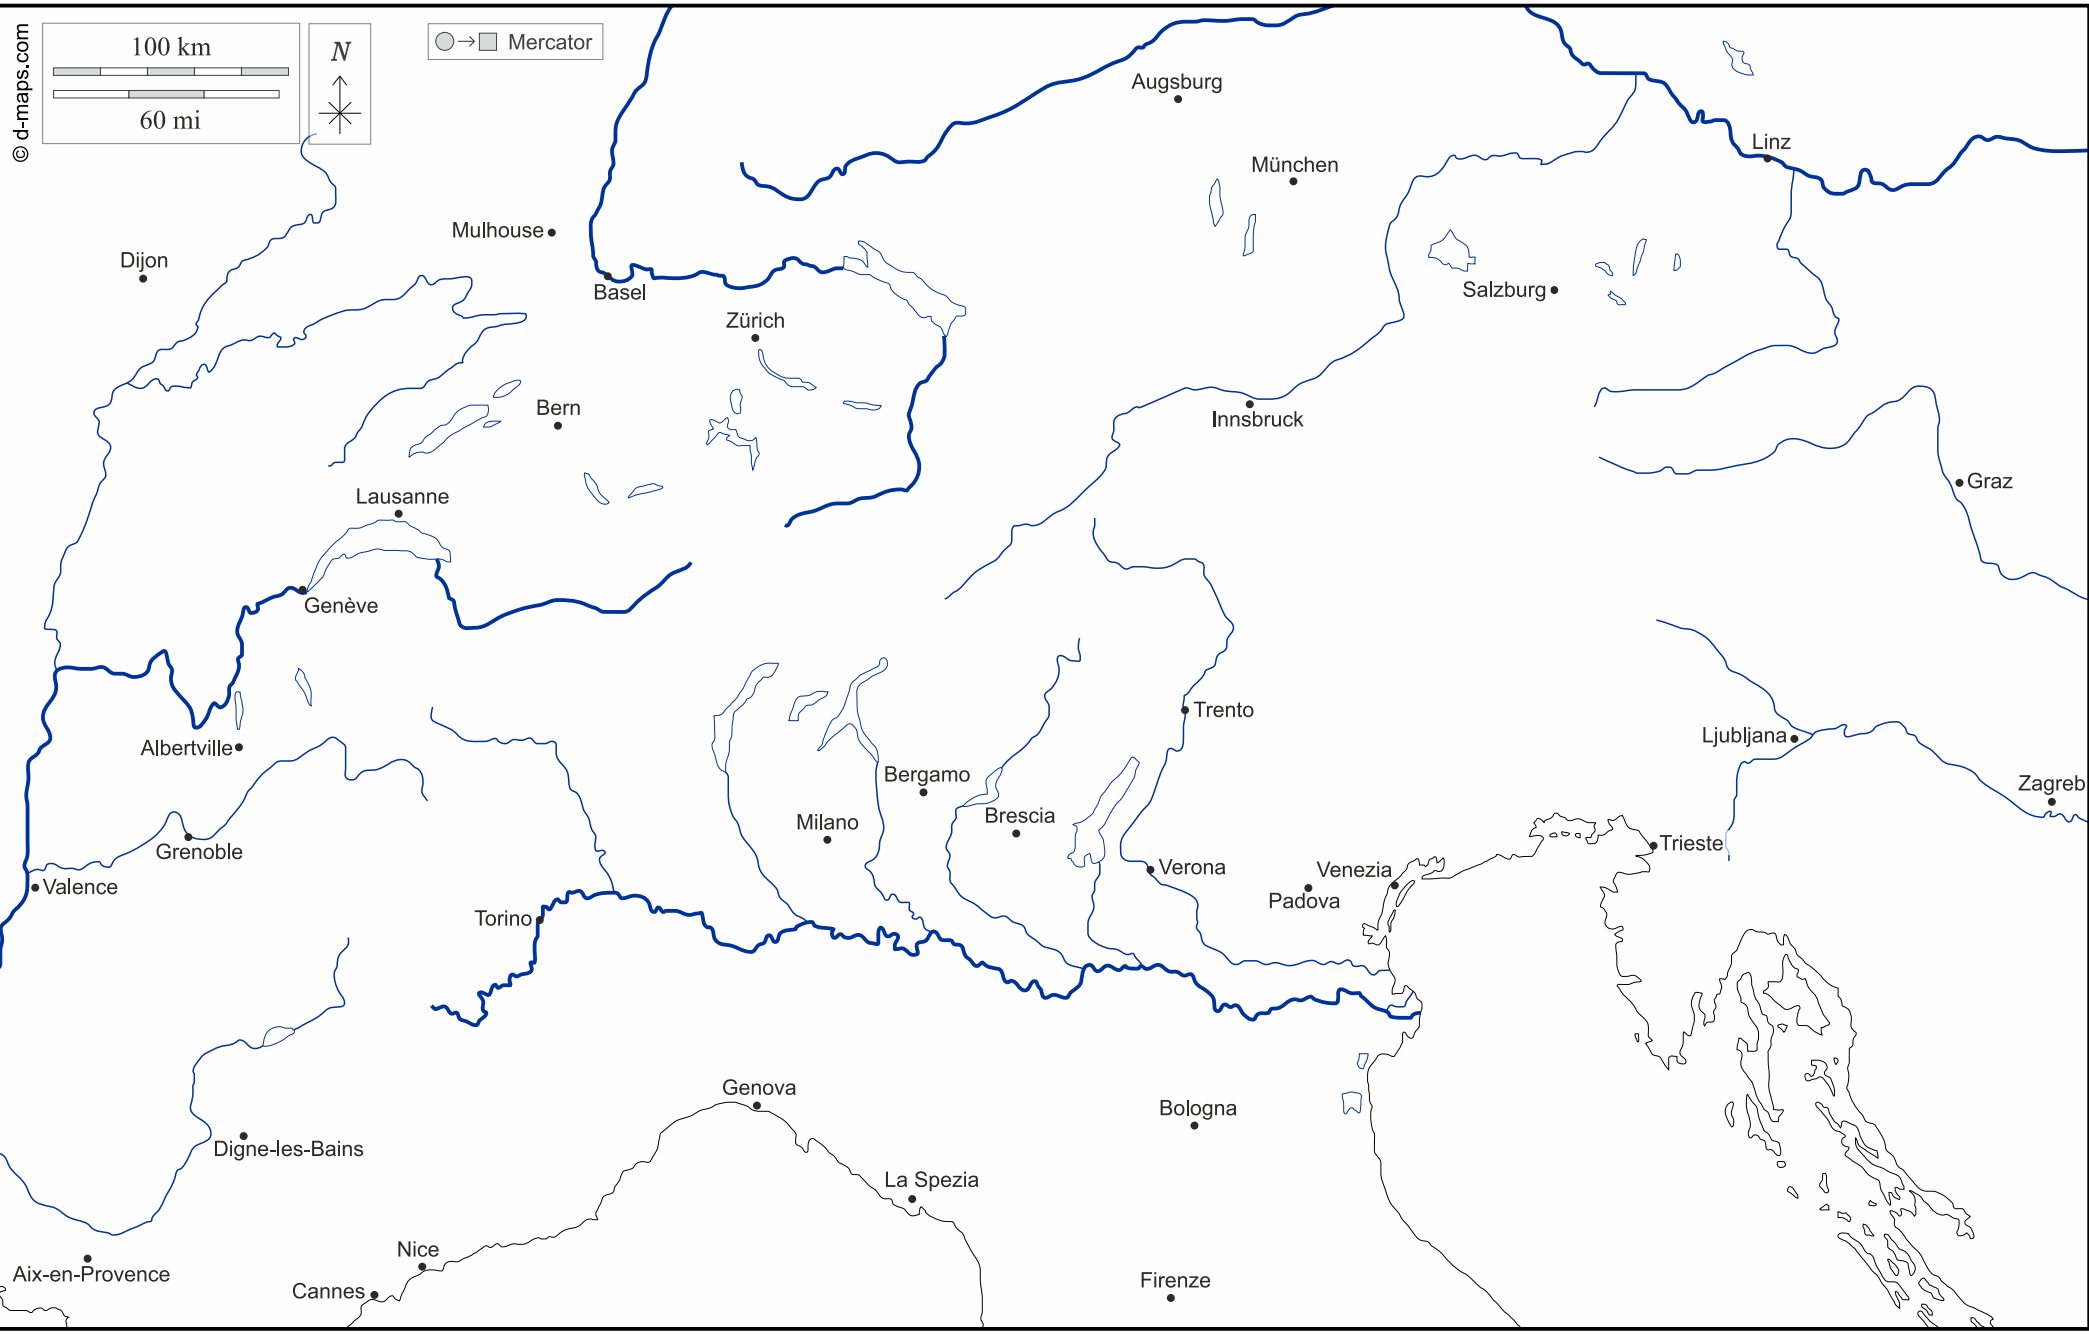 © d-maps.com
100 km
60 mi
N
Mercator
Augsburg
Linz
München
Mulhouse
Dijon
Basel
Salzburg
Zürich
Bern
Innsbruck
Graz
Lausanne
Genève
Trento
Ljubljana
Albertville
Bergamo
Zagreb
Brescia
Milano
Trieste
Grenoble
Verona
Venezia
Valence
Padova
Torino
Genova
Bologna
Digne-les-Bains
La Spezia
Nice
Aix-en-Provence
Firenze
Cannes